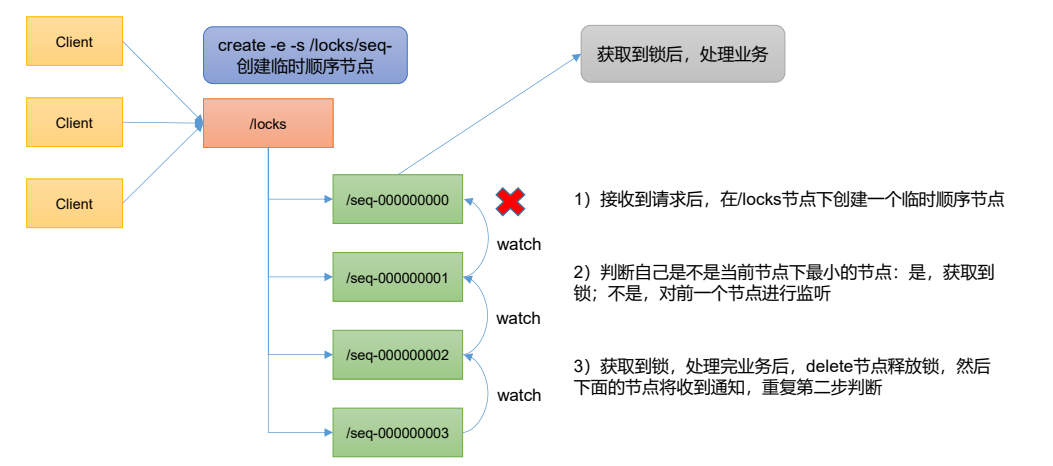 Client
Client
Client
create -e -s /locks/seq-
创建临时顺序节点
/locks
获取到锁后，处理业务
/seq-000000000
/seq-000000001
/seq-000000002
/seq-000000003
watch
watch
watch
1）接收到请求后，在/locks节点下创建一个临时顺序节点
2）判断自己是不是当前节点下最小的节点：是，获取到
锁；不是，对前一个节点进行监听
3）获取到锁，处理完业务后，delete节点释放锁，然后
下面的节点将收到通知，重复第二步判断